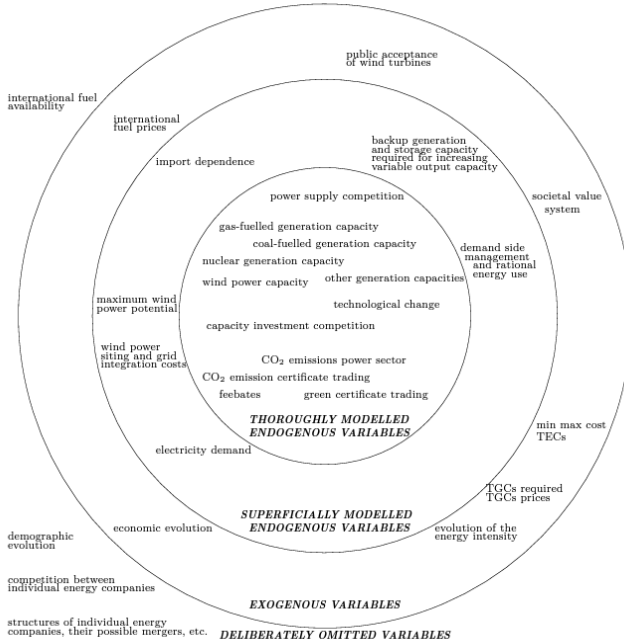 public acceptance
of wind turbines
international fuel
availability
international
fuel prices
backup generation
and storage capacity
required for increasing
variable output capacity
import dependence
power supply competition
societal value
system
gas-fuelled generation capacity
coal-fuelled generation capacity
nuclear generation capacity
demand side
management
and rational
energy use
wind power capacity
other generation capacities
maximum wind
power potential
technological change
capacity investment competition
wind power
siting and grid
integration costs
CO₂ emissions power sector
CO₂ emission certificate trading
feebates
green certificate trading
THOROUGHLY MODELLED
ENDOGENOUS VARIABLES
min max cost
TECs
electricity demand
TGCs required
TGCs prices
SUPERFICIALLY MODELLED
ENDOGENOUS VARIABLES
economic evolution
evolution of the
energy intensity
demographic
evolution
competition between
individual energy companies
EXOGENOUS VARIABLES
structures of individual energy
companies, their possible mergers, etc.
DELIBERATELY OMITTED VARIABLES